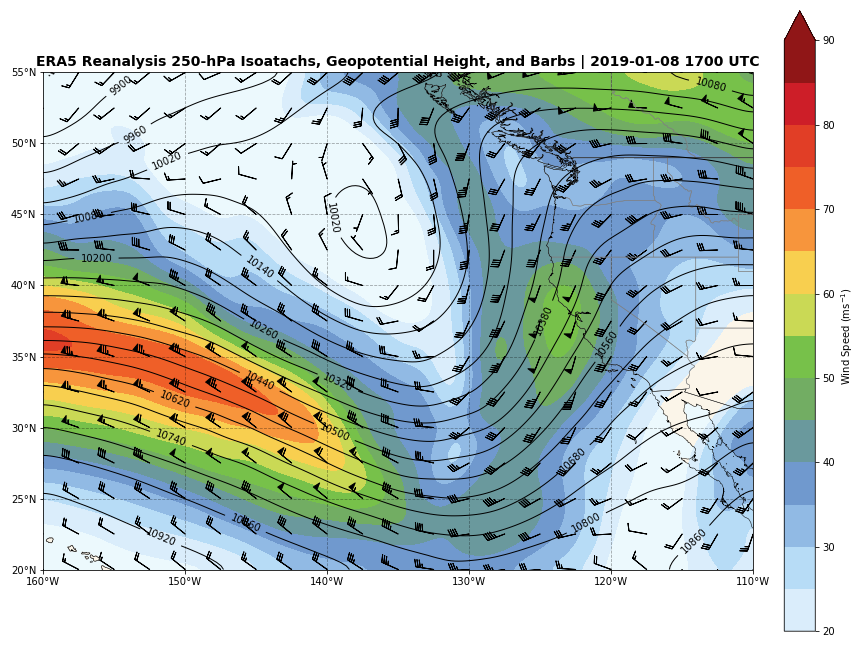 ERA5 Reanalysis 250-hPa Isoatachs, Geopotential Height, and Barbs | 2019-01-08 1700 UTC
55°N
50°N
45°N
40°N
35°N
30°N
25°N
20°N
160°W
150°W
140°W
130°W
120°W
110°W
9900
9960
10020
10080
10200
10140
10020
10260
10440
10320
10620
10500
10740
10860
10920
10380
10560
10680
10800
10860
10080
90
80
70
60
50
40
30
20
Wind Speed (ms⁻¹)